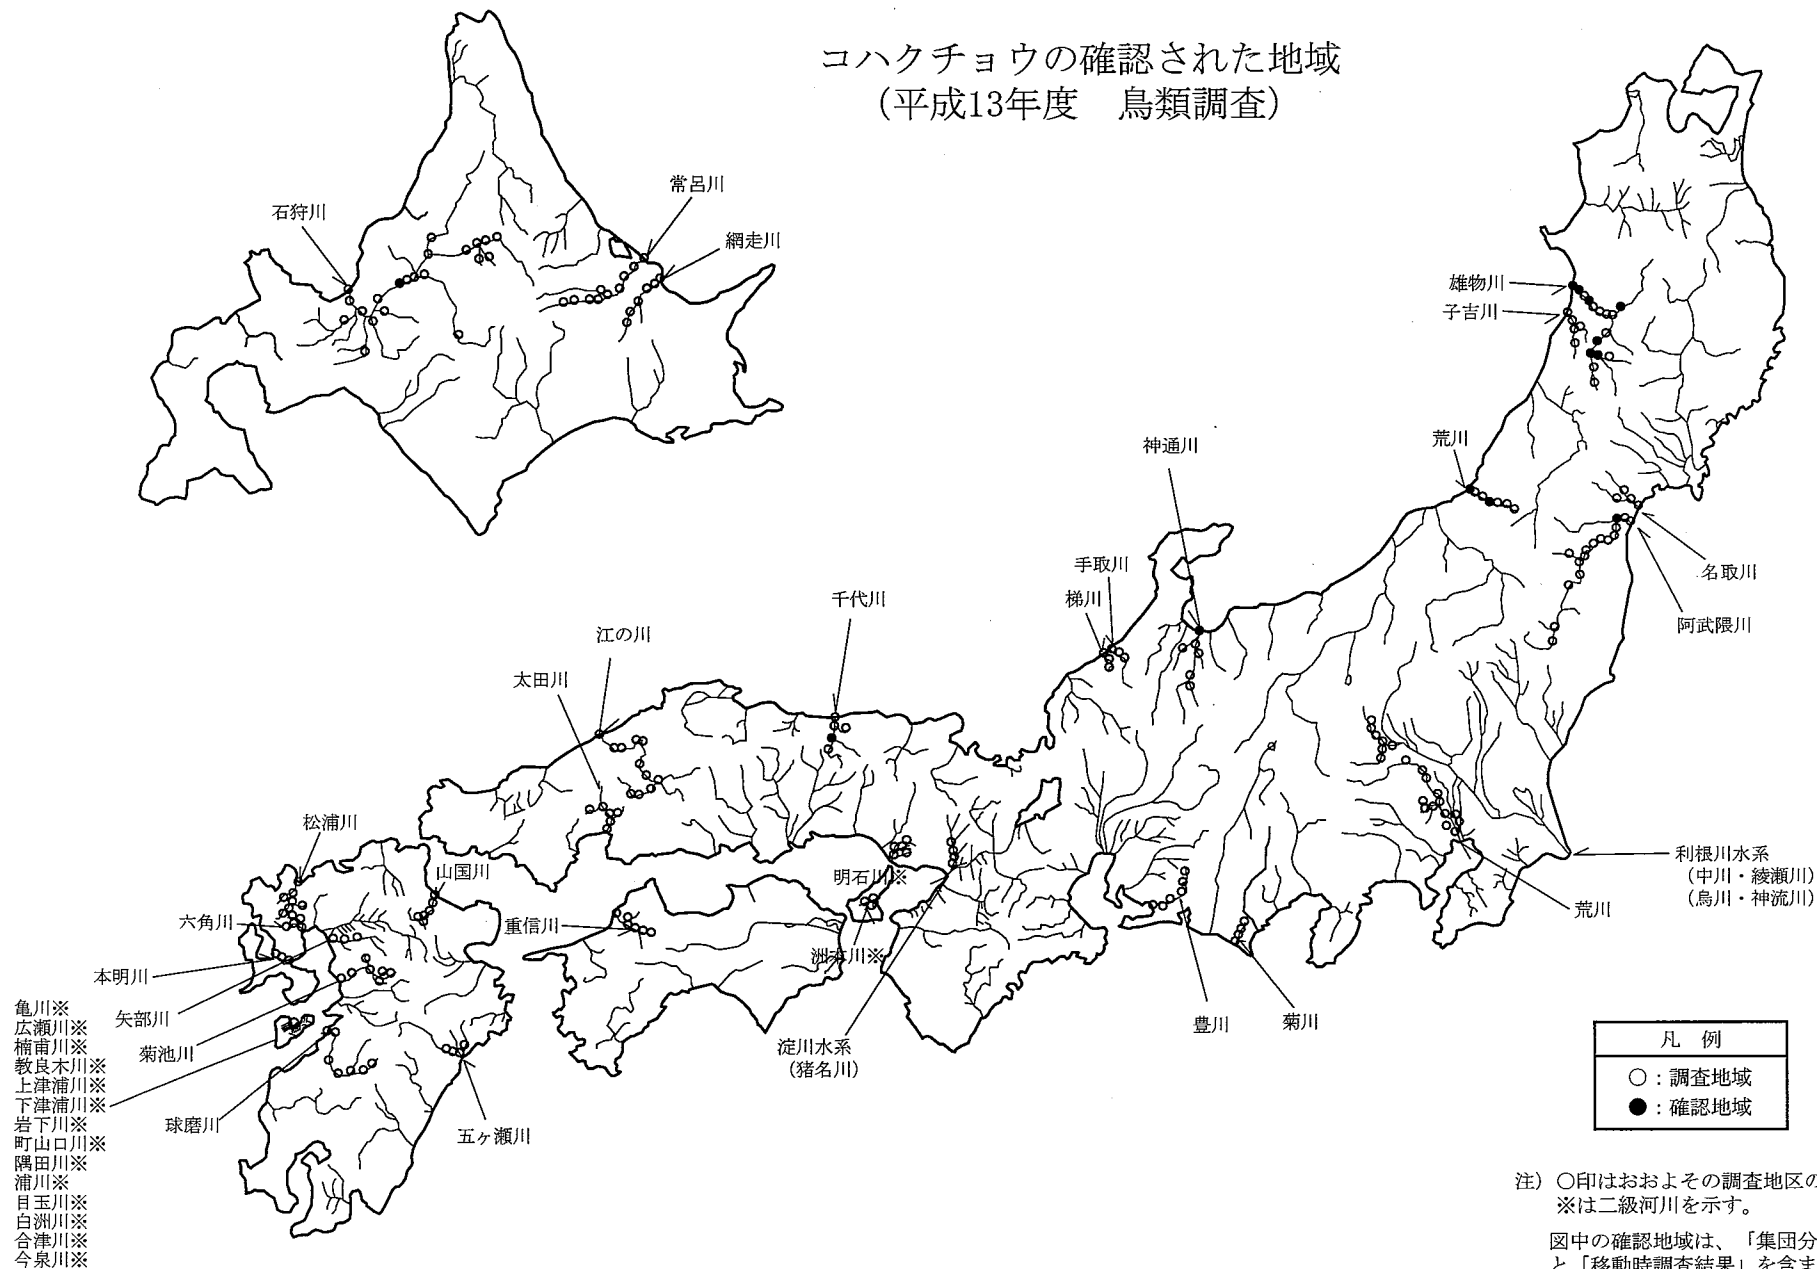 コハクチョウの確認された地域
(平成13年度　鳥類調査)
常呂川
石狩川
網走川
雄物川
子吉川
荒川
神通川
手取川
梯川
千代川
江の川
太田川
名取川
阿武隈川
松浦川
山国川
明石川※
利根川水系
(中川・綾瀬川)
(烏川・神流川)
荒川
六角川
重信川
洲本川※
本明川
矢部川
菊池川
球磨川
五ヶ瀬川
淀川水系
(猪名川)
豊川
菊川
亀川※
広瀬川※
楠甫川※
教良木川※
上津浦川※
下津浦川※
岩下川※
町山口川※
隅田川※
浦川※
目玉川※
白洲川※
合津川※
今泉川※
凡 例
○：調査地域
●：確認地域
注）○印はおおよその調査地区の
※は二級河川を示す。
図中の確認地域は、「集団分
と「移動時調査結果」を含ま